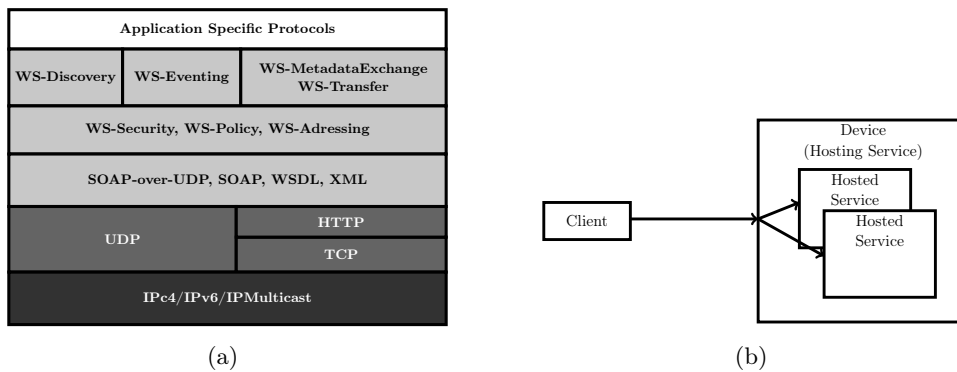 Application Specific Protocols
WS-Discovery
WS-Eventing
WS-MetadataExchange
WS-Transfer
WS-Security, WS-Policy, WS-Adressing
SOAP-over-UDP, SOAP, WSDL, XML
UDP
HTTP
TCP
IPc4/IPv6/IPMulticast
(a)
Client
Device
(Hosting Service)
Hosted
Service
Hosted
Service
(b)